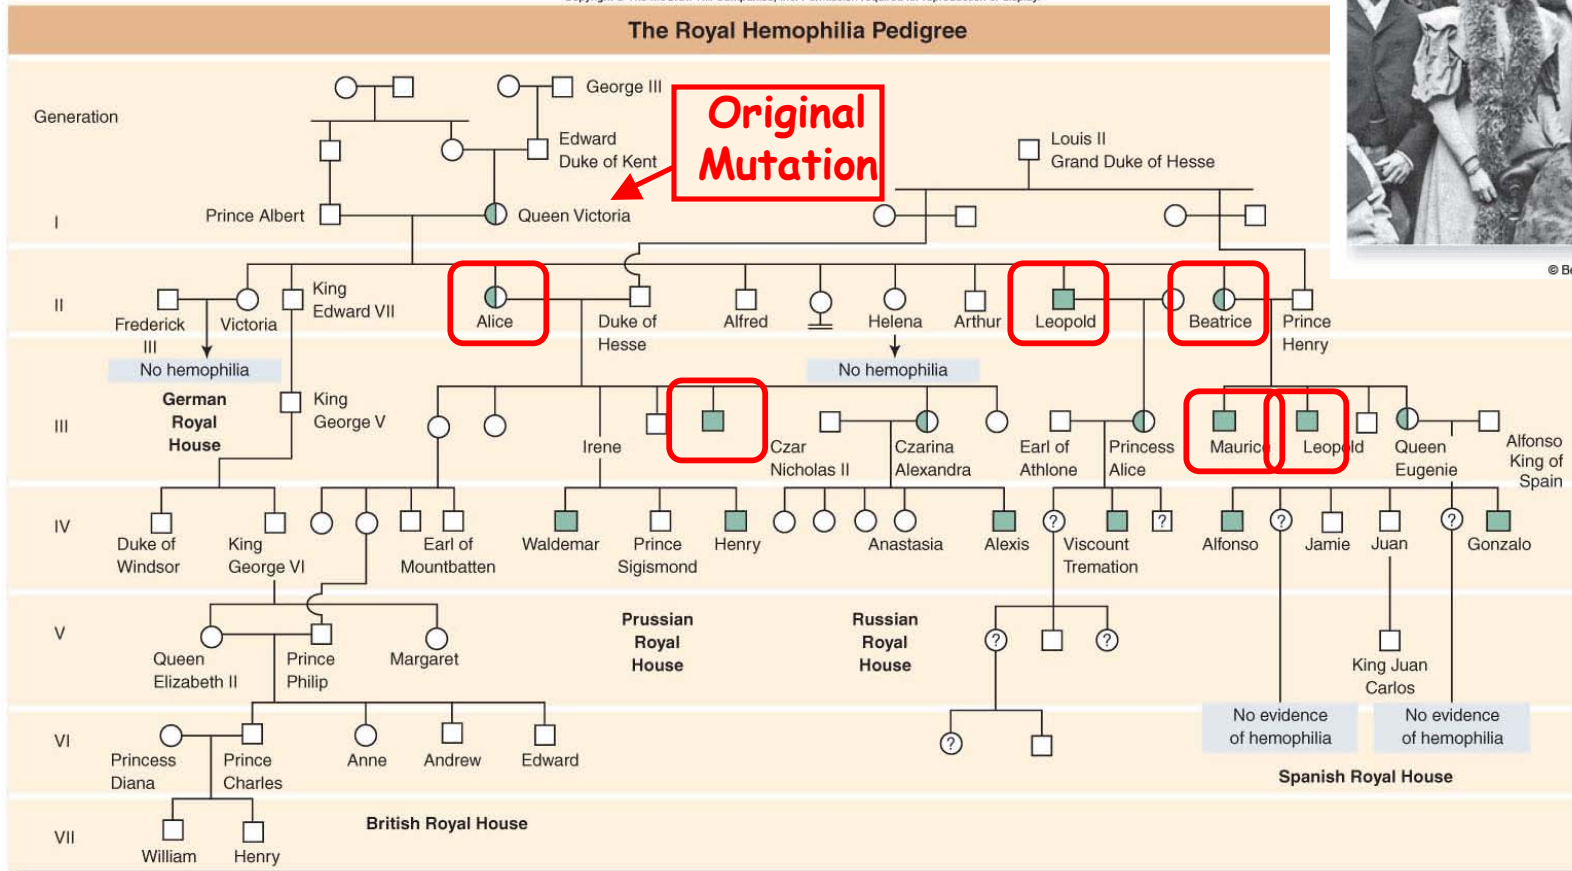 The Royal Hemophilia Pedigree
Generation
George III
Original
Mutation
Edward
Duke of Kent
Louis II
Grand Duke of Hesse
Prince Albert
Queen Victoria
I
© Be
II
Frederick
III
Victoria
King
Edward VII
Alice
Duke of
Hesse
Alfred
Helena
Arthur
Leopold
Beatrice
Prince
Henry
No hemophilia
No hemophilia
German
Royal
House
King
George V
III
Irene
Czar
Nicholas II
Czarina
Alexandra
Earl of
Athlone
Princess
Alice
Maurice
Leopold
Queen
Eugenie
Alfonso
King of
Spain
IV
? ? ? ?
Duke of
Windsor
King
George VI
Earl of
Mountbatten
Waldemar
Prince
Sigismond
Henry
Anastasia
Alexis
Viscount
Tremation
Alfonso
Jamie
Juan
Gonzalo
V
? ?
Queen
Elizabeth II
Prince
Philip
Margaret
Prussian
Royal
House
Russian
Royal
House
King Juan
Carlos
No evidence
of hemophilia
No evidence
of hemophilia
VI
?
Princess
Diana
Prince
Charles
Anne
Andrew
Edward
Spanish Royal House
VII
British Royal House
William
Henry